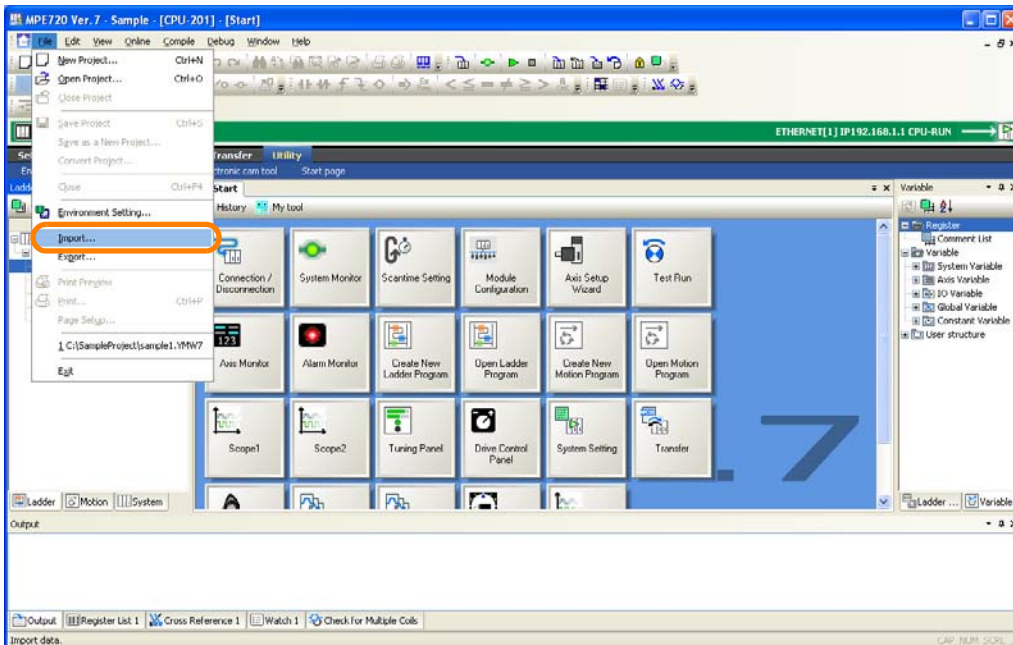 MPE720 Ver.7 - Sample - [CPU-201] - [Start]
File Edit View Online Compile Debug Window Help
New Project... Ctrl+N
Open Project... Ctrl+O
Close Project
Save Project Ctrl+S
Save as a New Project...
Convert Project...
Close Ctrl+F4
Environment Setting...
Import...
Export...
Print Preview
Print... Ctrl+P
Page Setup...
1 C:\SampleProject\sample1.YMW7
Exit
ETHERNET[1] IP192.168.1.1 CPU-RUN
Transfer Utility
Start page
Start
History My tool
Connection / Disconnection
System Monitor
Scantime Setting
Module Configuration
Axis Setup Wizard
Test Run
123
Axis Monitor
Alarm Monitor
Create New Ladder Program
Open Ladder Program
Create New Motion Program
Open Motion Program
Scope1
Scope2
Tuning Panel
Drive Control Panel
System Setting
Transfer
.7
Variable
Register
Comment List
Variable
System Variable
Axis Variable
IO Variable
Global Variable
Constant Variable
User structure
Ladder Motion System
Ladder ... Variable
Output
Output Register List 1 Cross Reference 1 Watch 1 Check for Multiple Coils
Import data.
CAP NUM SCRL